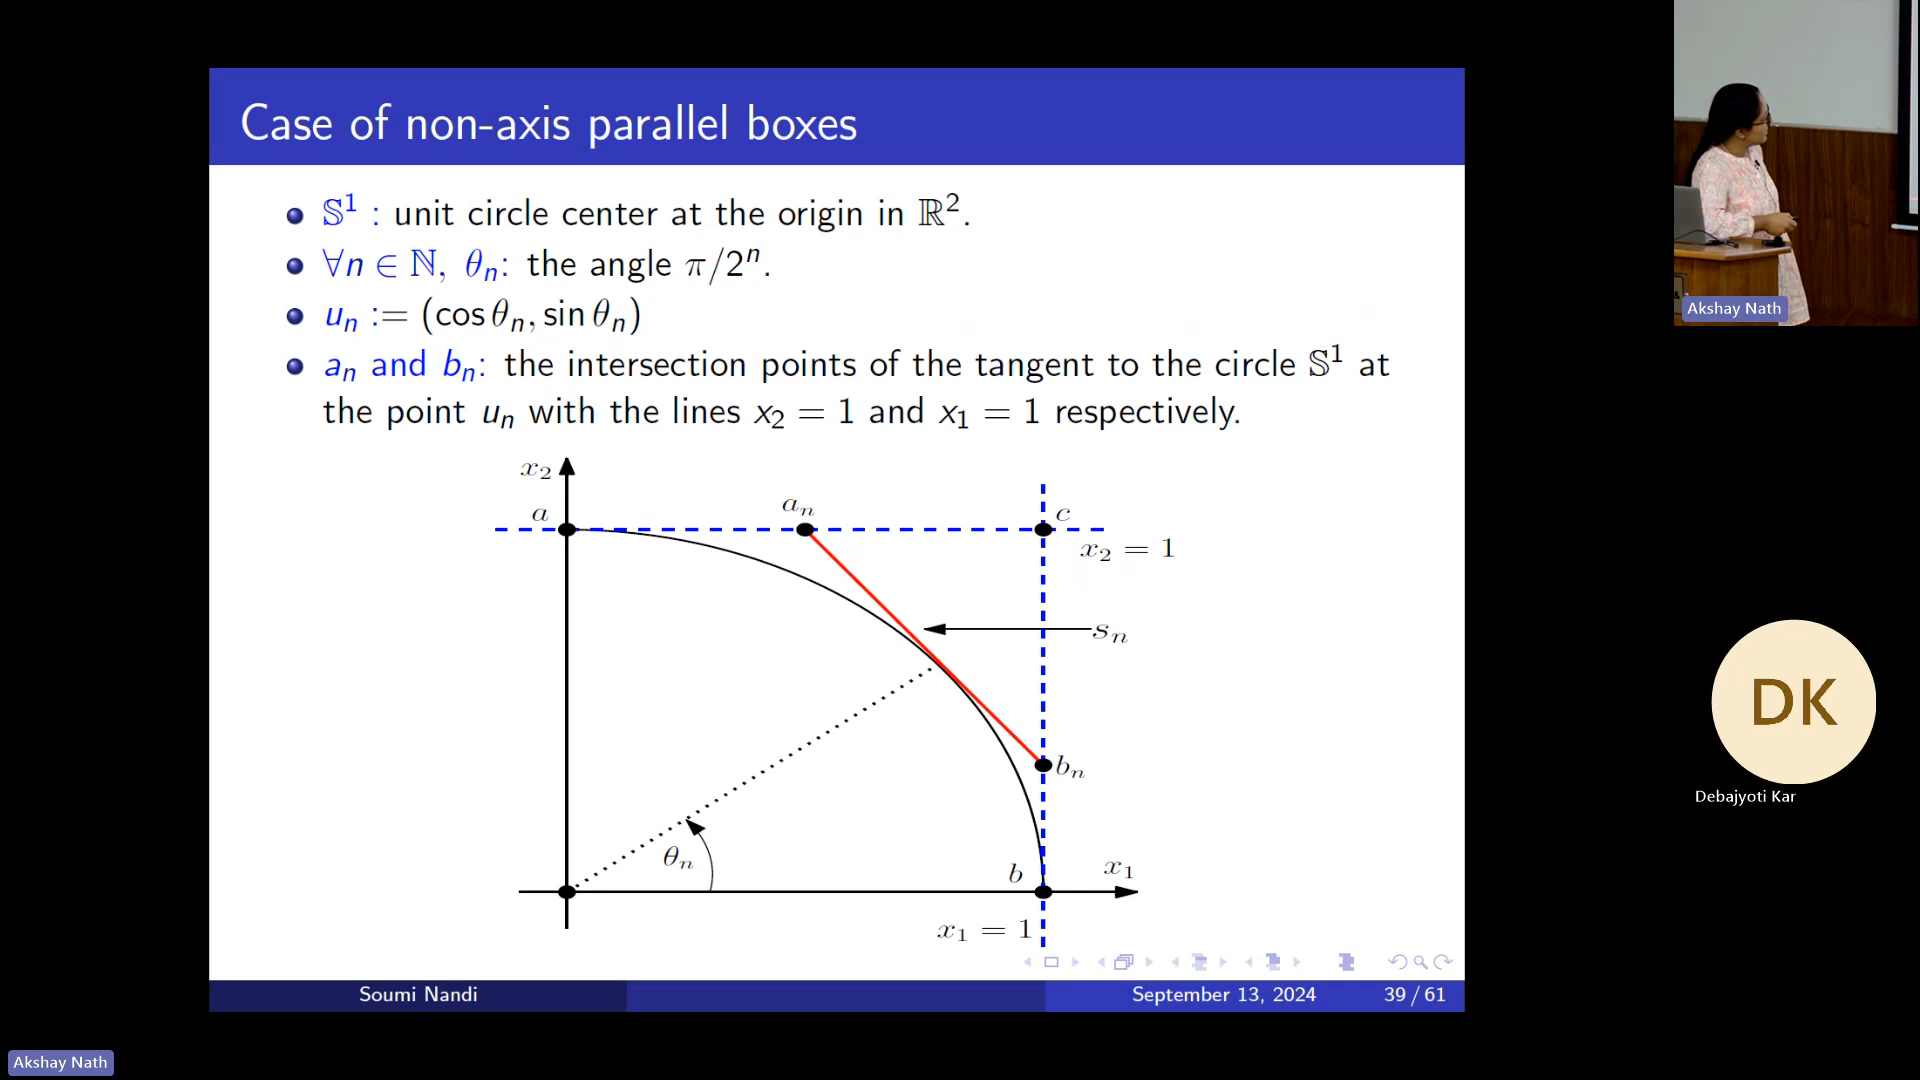 Case of non-axis parallel boxes
𝕊¹ : unit circle center at the origin in ℝ².
∀n ∈ ℕ, θₙ: the angle π/2ⁿ.
uₙ := (cos θₙ, sin θₙ)
aₙ and bₙ: the intersection points of the tangent to the circle 𝕊¹ at
the point uₙ with the lines x₂ = 1 and x₁ = 1 respectively.
x₂
a
aₙ
c
x₂ = 1
sₙ
bₙ
θₙ
b
x₁
x₁ = 1
Soumi Nandi
September 13, 2024
39 / 61
Akshay Nath
DK
Debajyoti Kar
Akshay Nath